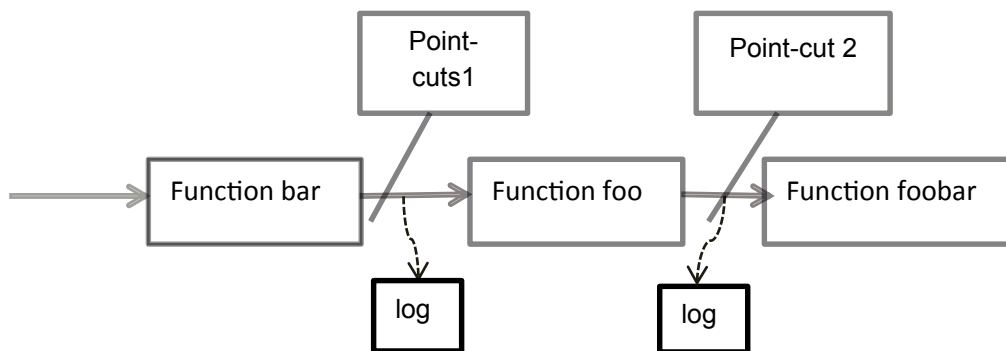 Point-
cuts1
Point-cut 2
Function bar
Function foo
Function foobar
log
log